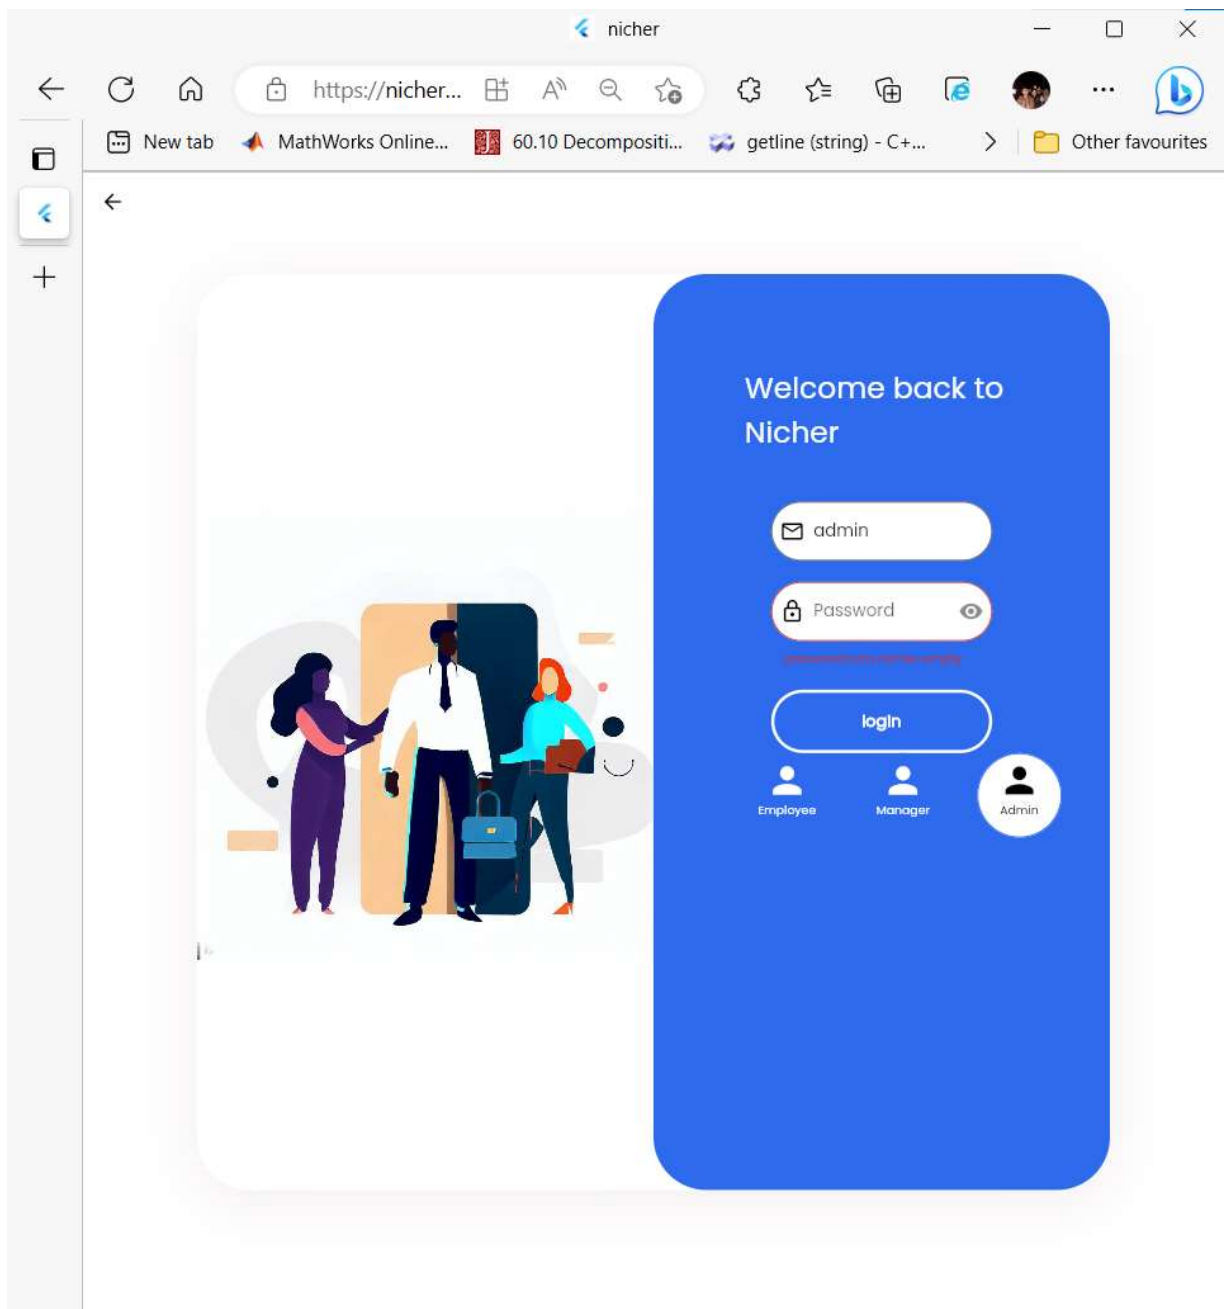 nicher
https://nicher...
New tab
MathWorks Online...
60.10 Decompositi...
getline (string) - C+...
Other favourites
Welcome back to
Nicher
admin
Password
login
Employee
Manager
Admin